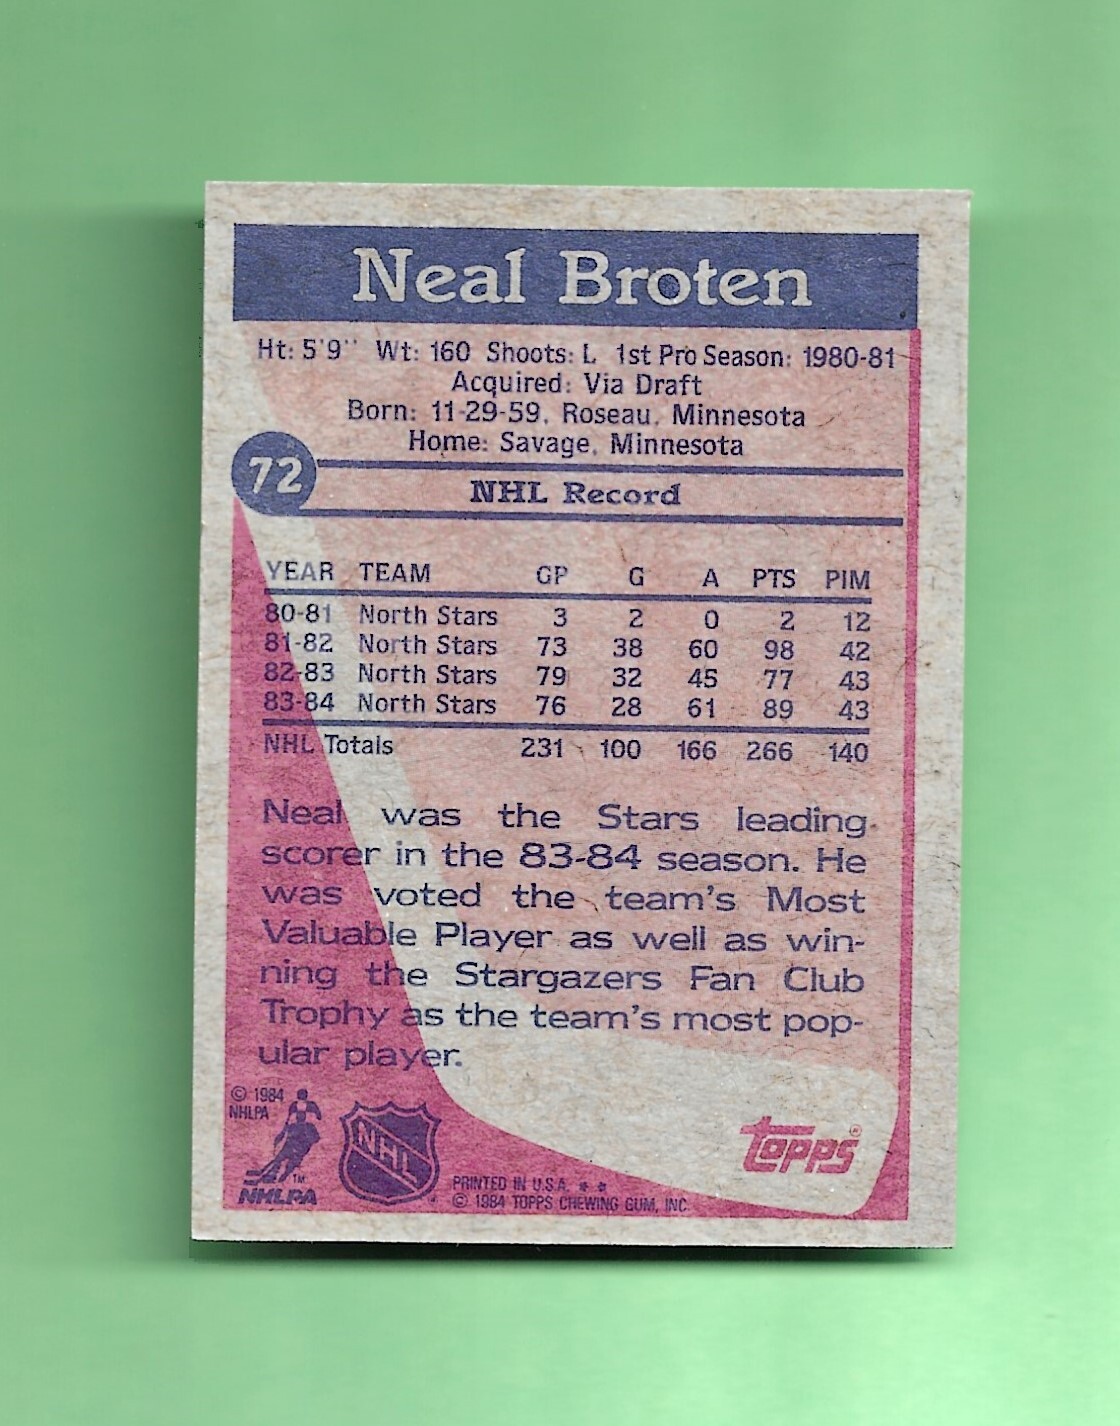 Neal Broten
Ht: 5'9" Wt: 160 Shoots: L 1st Pro Season: 1980-81
Acquired: Via Draft
Born: 11-29-59, Roseau, Minnesota
Home: Savage, Minnesota
72
NHL Record
YEAR TEAM GP G A PTS PIM
80-81 North Stars 3 2 0 2 12
81-82 North Stars 73 38 60 98 42
82-83 North Stars 79 32 45 77 43
83-84 North Stars 76 28 61 89 43
NHL Totals 231 100 166 266 140
Neal was the Stars leading
scorer in the 83-84 season. He
was voted the team's Most
Valuable Player as well as win-
ning the Stargazers Fan Club
Trophy as the team's most pop-
ular player.
© 1984
NHLPA
TM
NHLPA
NHL
topps®
PRINTED IN U.S.A. * *
© 1984 TOPPS CHEWING GUM, INC.